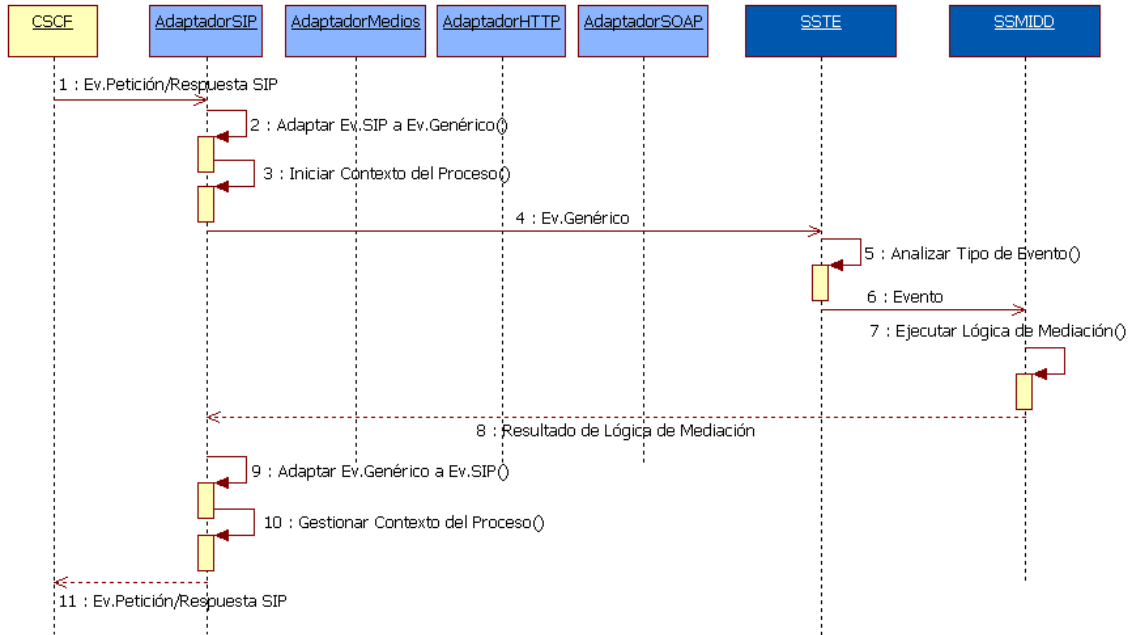 CSCF
AdaptadorSIP
AdaptadorMedios
AdaptadorHTTP
AdaptadorSOAP
SSTE
SSMIDD
1 : Ev.Petición/Respuesta SIP
2 : Adaptar Ev.SIP a Ev.Genérico()
3 : Iniciar Contexto del Proceso()
4 : Ev.Genérico
5 : Analizar Tipo de Evento()
6 : Evento
7 : Ejecutar Lógica de Mediación()
8 : Resultado de Lógica de Mediación
9 : Adaptar Ev.Genérico a Ev.SIP()
10 : Gestionar Contexto del Proceso()
11 : Ev.Petición/Respuesta SIP